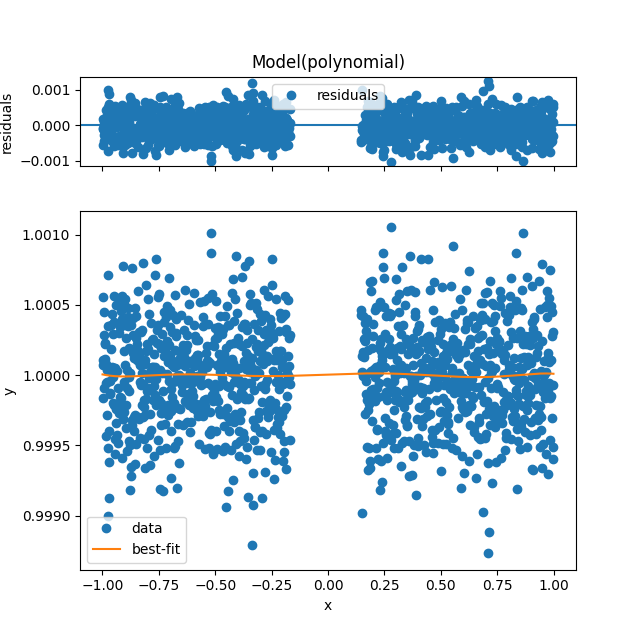 Model(polynomial)
residuals
0.001
0.000
−0.001
residuals
y
1.0010
1.0005
1.0000
0.9995
0.9990
data
best-fit
−1.00 −0.75 −0.50 −0.25 0.00 0.25 0.50 0.75 1.00
x